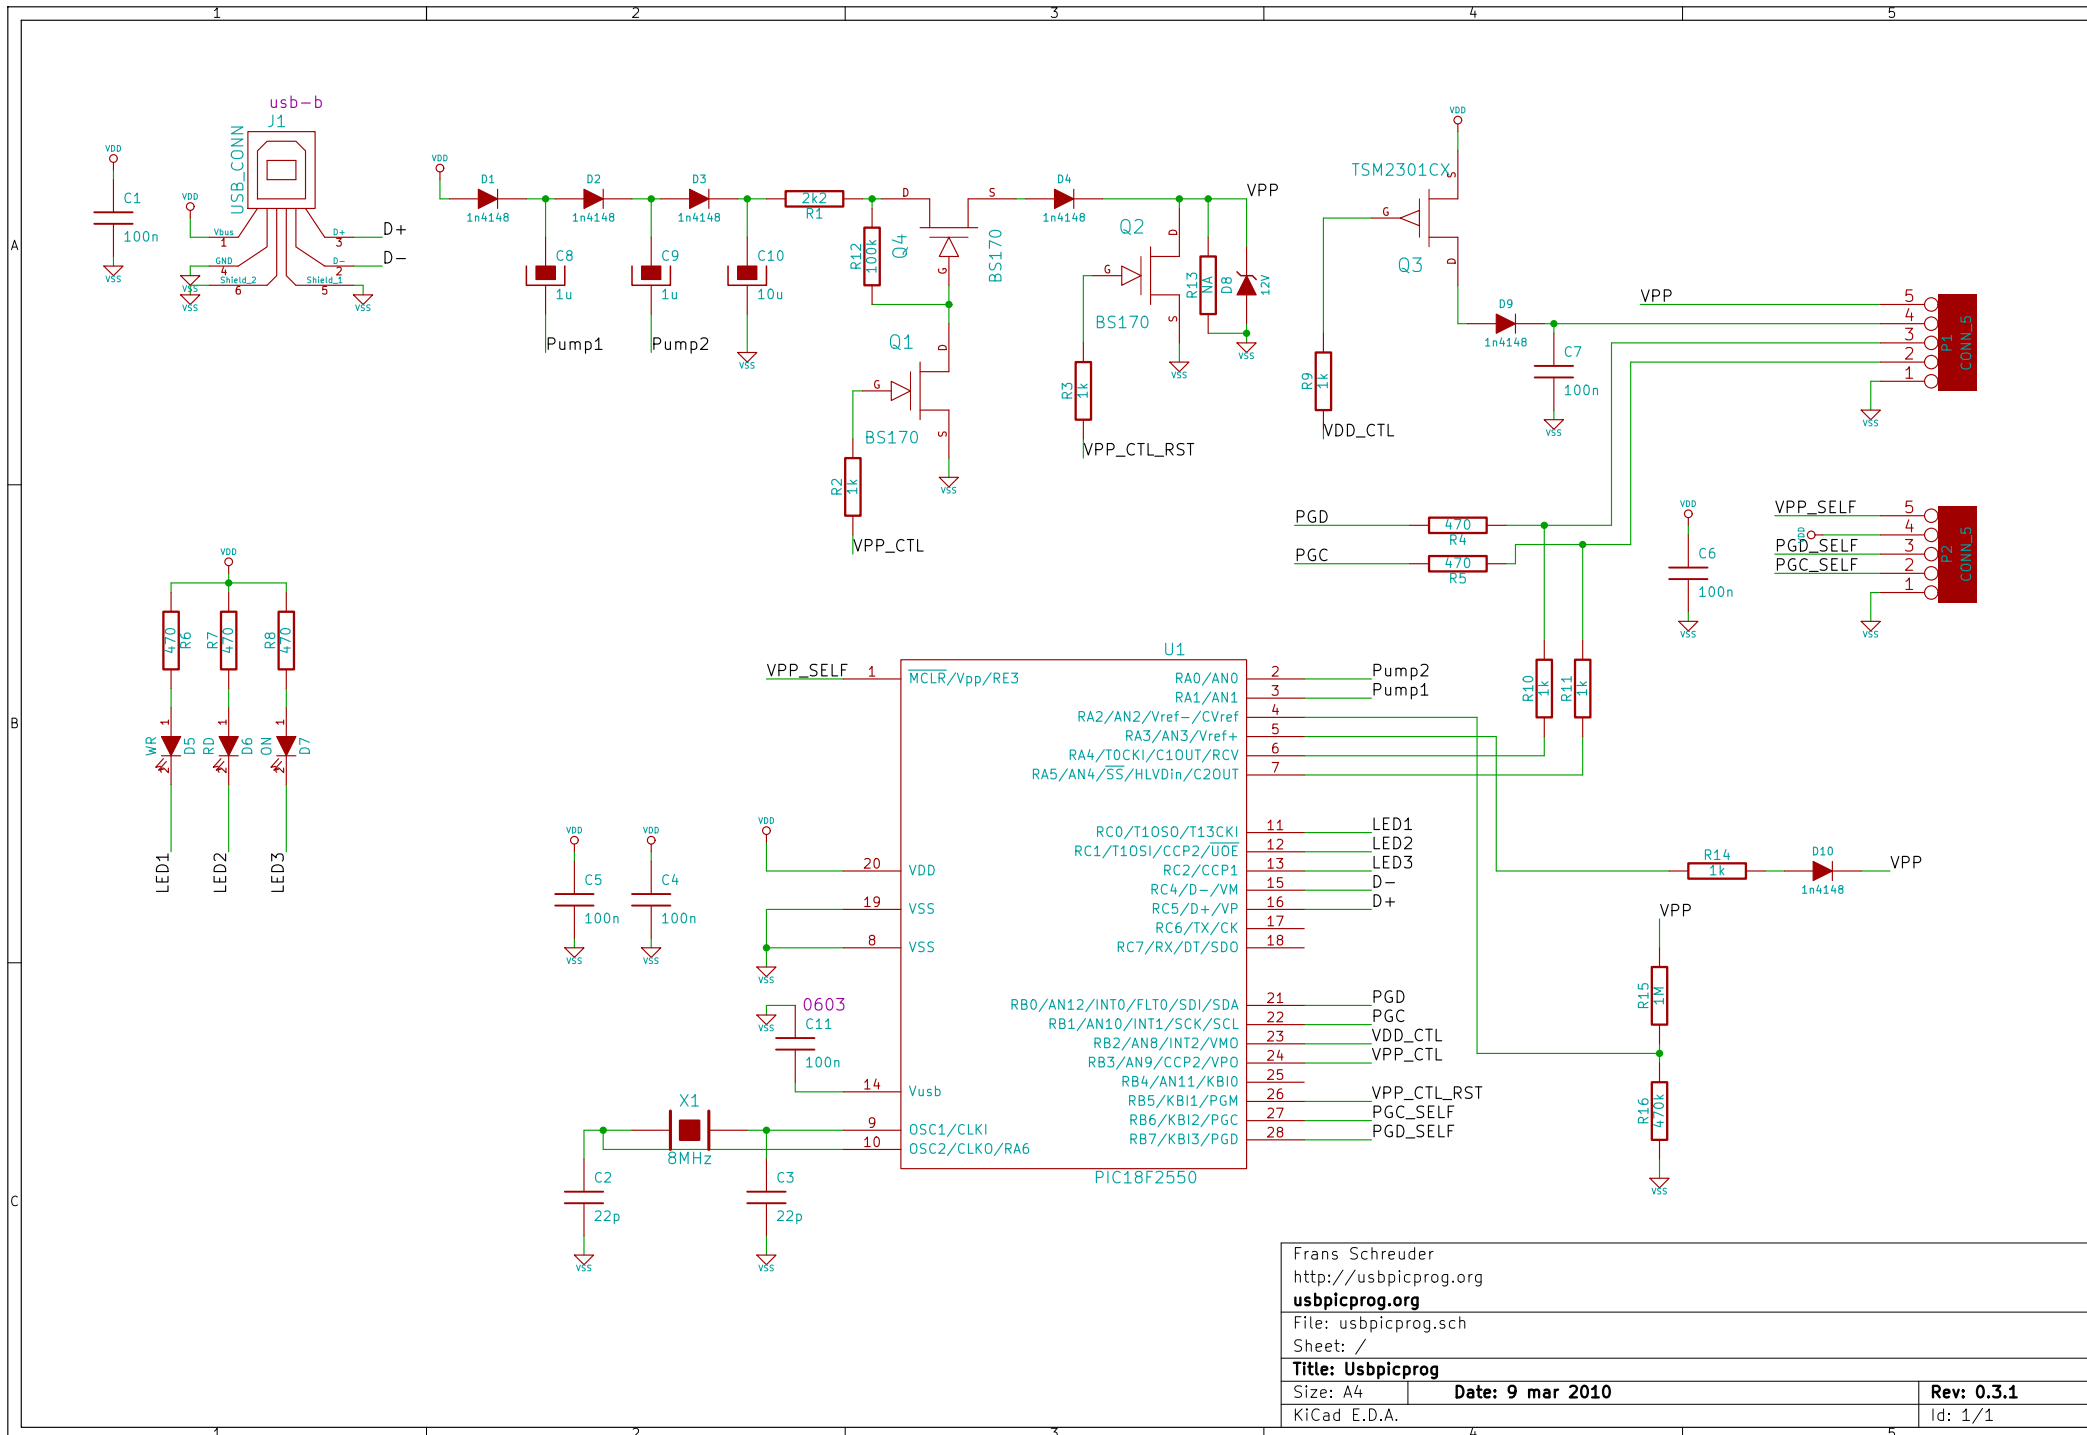 1 2 3 4 5
A
B
C
usb-b
J1
USB_CONN
VDD
C1
100n
VSS
VDD
Vbus
1
D+
3
D+
GND
4
D-
2
D-
Shield_2
6
Shield_1
5
VSS
VSS
VSS
VDD
D1
1n4148
D2
1n4148
D3
1n4148
2k2
R1
C8
1u
C9
1u
C10
10u
Pump1
Pump2
VSS
R12
100k
D
S
G
Q4
BS170
D4
1n4148
Q1
D
G
S
BS170
VSS
R2
1k
VPP_CTL
Q2
D
G
S
BS170
VSS
R3
1k
VPP_CTL_RST
R13
NA
D8
12V
VPP
VSS
VDD
TSM2301CX
S
G
D
Q3
R9
1k
VDD_CTL
D9
1n4148
C7
100n
VSS
VPP
5
4
3
2
1
P1
CONN_5
VSS
PGD
470
R4
PGC
470
R5
VDD
C6
100n
VSS
VPP_SELF
VDD
PGD_SELF
PGC_SELF
5
4
3
2
1
P2
CONN_5
VSS
VDD
470
R6
R7
470
R8
470
1
WR
D5
2
1
RD
D6
2
1
ON
D7
2
LED1
LED2
LED3
U1
VPP_SELF
1
MCLR/Vpp/RE3
RA0/AN0
2
Pump2
RA1/AN1
3
Pump1
RA2/AN2/Vref-/CVref
4
RA3/AN3/Vref+
5
RA4/T0CKI/C1OUT/RCV
6
RA5/AN4/SS/HLVDin/C2OUT
7
R10
1k
R11
1k
RC0/T1OSO/T13CKI
11
LED1
RC1/T1OSI/CCP2/UOE
12
LED2
RC2/CCP1
13
LED3
RC4/D-/VM
15
D-
RC5/D+/VP
16
D+
RC6/TX/CK
17
RC7/RX/DT/SDO
18
VDD
C5
100n
VSS
VDD
C4
100n
VSS
VDD
20
VDD
19
VSS
8
VSS
VSS
0603
VSS
C11
100n
14
Vusb
X1
8MHz
9
OSC1/CLKI
10
OSC2/CLKO/RA6
C2
22p
VSS
C3
22p
VSS
RB0/AN12/INT0/FLT0/SDI/SDA
21
PGD
RB1/AN10/INT1/SCK/SCL
22
PGC
RB2/AN8/INT2/VMO
23
VDD_CTL
RB3/AN9/CCP2/VPO
24
VPP_CTL
RB4/AN11/KBI0
25
RB5/KBI1/PGM
26
VPP_CTL_RST
RB6/KBI2/PGC
27
PGC_SELF
RB7/KBI3/PGD
28
PGD_SELF
PIC18F2550
R14
1k
D10
1n4148
VPP
VPP
R15
1M
R16
470k
VSS
Frans Schreuder
http://usbpicprog.org
usbpicprog.org
File: usbpicprog.sch
Sheet: /
Title: Usbpicprog
Size: A4
Date: 9 mar 2010
Rev: 0.3.1
KiCad E.D.A.
Id: 1/1
1 2 3 4 5